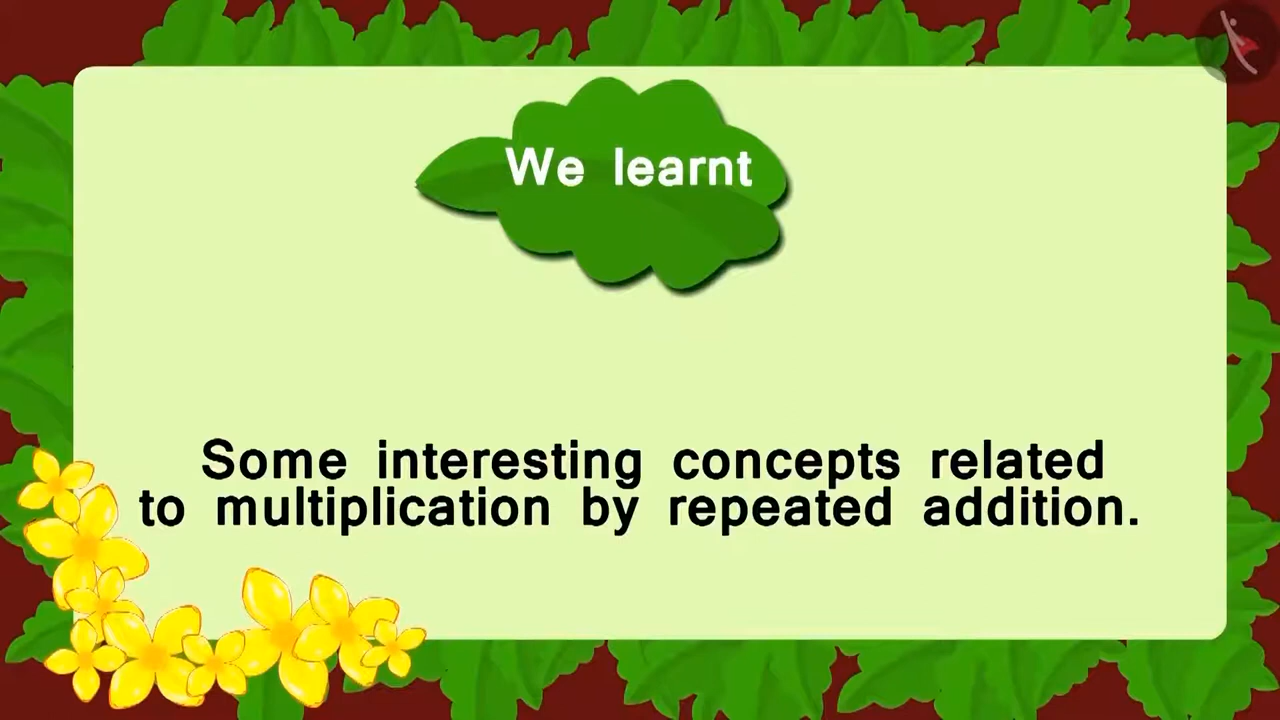 We learnt
Some interesting concepts related
to multiplication by repeated addition.